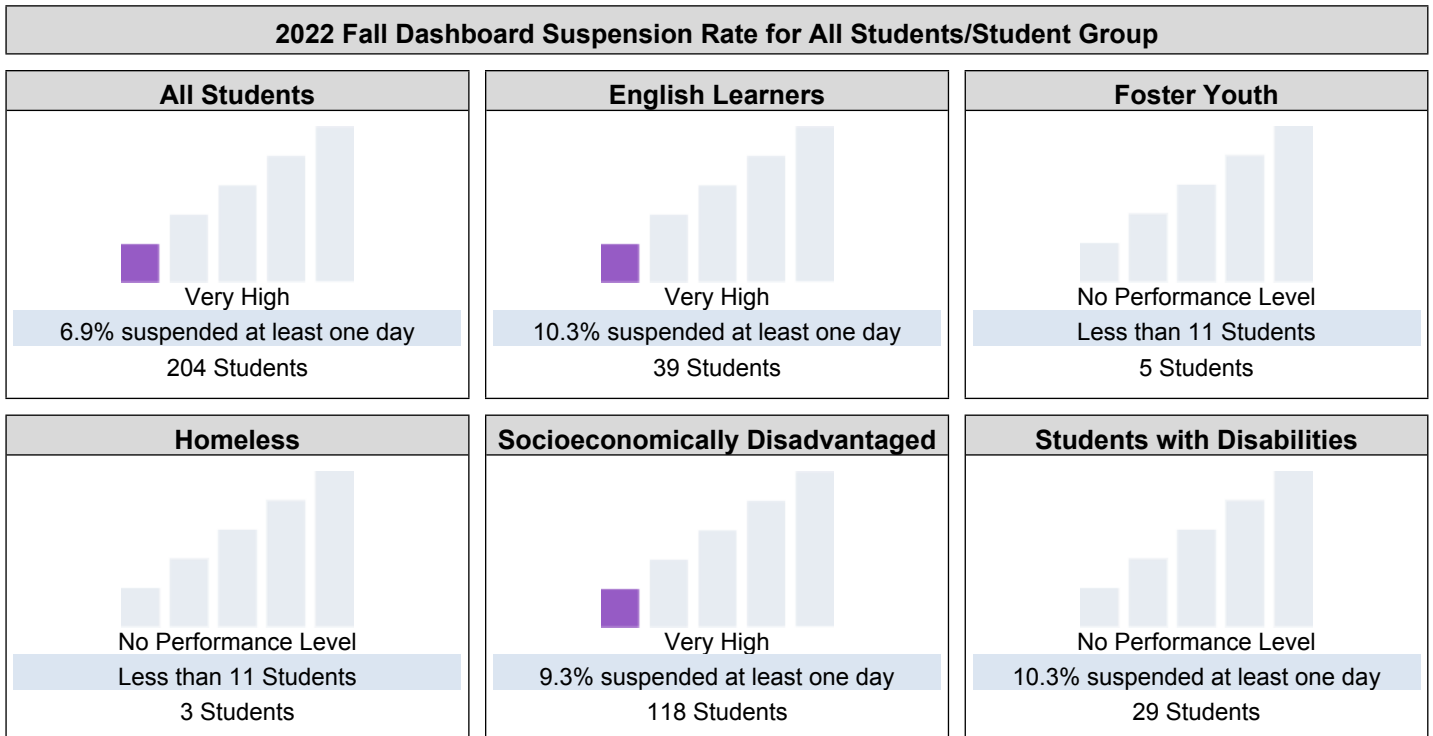 2022 Fall Dashboard Suspension Rate for All Students/Student Group
All Students
Very High
6.9% suspended at least one day
204 Students
English Learners
Very High
10.3% suspended at least one day
39 Students
Foster Youth
No Performance Level
Less than 11 Students
5 Students
Homeless
No Performance Level
Less than 11 Students
3 Students
Socioeconomically Disadvantaged
Very High
9.3% suspended at least one day
118 Students
Students with Disabilities
No Performance Level
10.3% suspended at least one day
29 Students